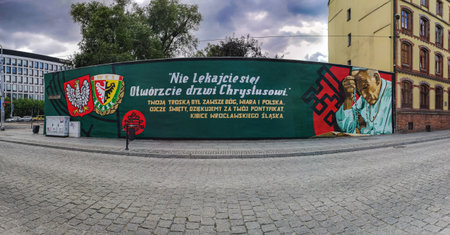 "Nie Lękajcie się!
Otwórzcie drzwi Chrystusowi."
TWOJĄ TROSKĄ BYŁ ZAWSZE BÓG, WIARA I POLSKA.
OJCZE ŚWIĘTY, DZIĘKUJEMY ZA TWÓJ PONTYFIKAT
KIBICE WROCŁAWSKIEGO ŚLĄSKA.